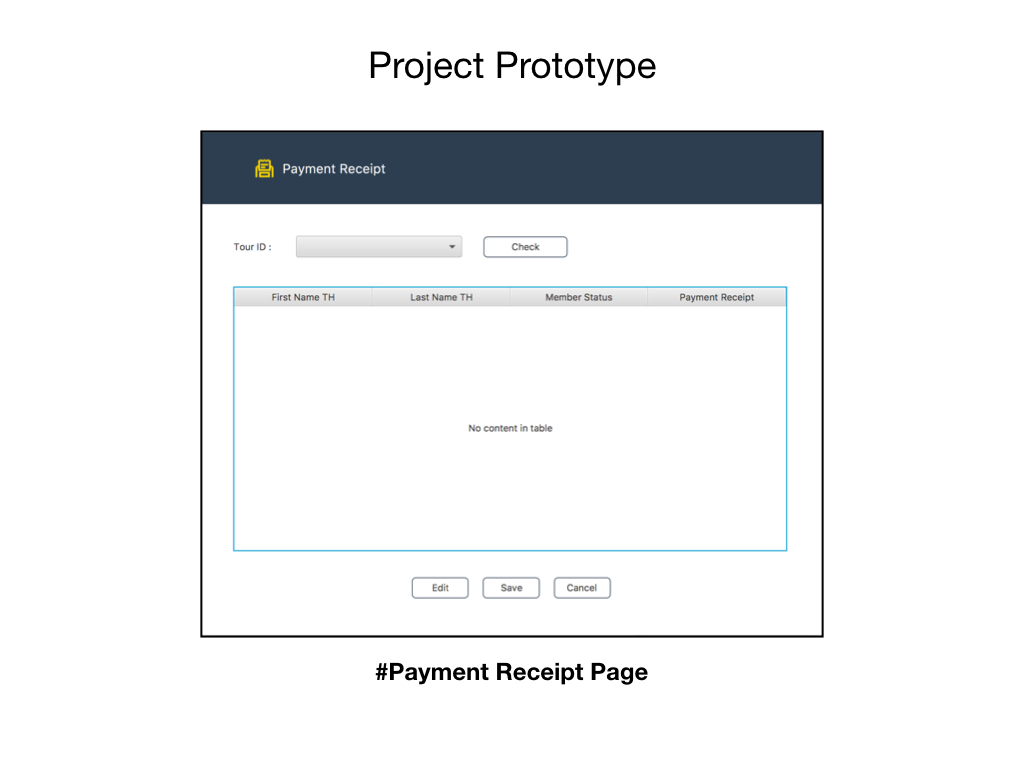 Project Prototype
Payment Receipt
Tour ID : Check
First Name TH Last Name TH Member Status Payment Receipt
No content in table
Edit Save Cancel
#Payment Receipt Page